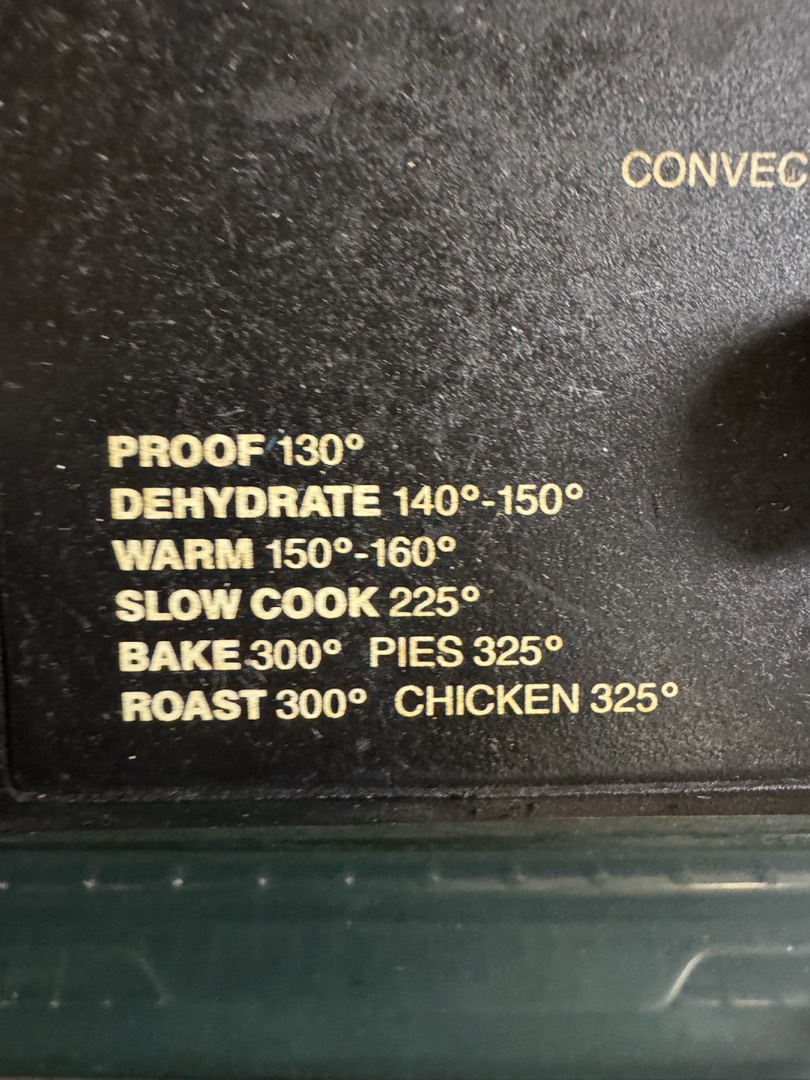 CONVEC
PROOF 130°
DEHYDRATE 140°-150°
WARM 150°-160°
SLOW COOK 225°
BAKE 300° PIES 325°
ROAST 300° CHICKEN 325°